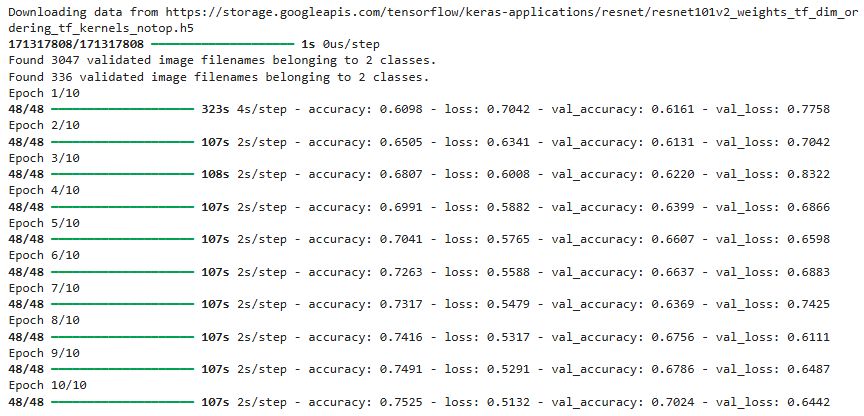 Downloading data from https://storage.googleapis.com/tensorflow/keras-applications/resnet/resnet101v2_weights_tf_dim_or
dering_tf_kernels_notop.h5
171317808/171317808 ━━━━━━━━━━━━━━━━━━━━ 1s 0us/step
Found 3047 validated image filenames belonging to 2 classes.
Found 336 validated image filenames belonging to 2 classes.
Epoch 1/10
48/48 ━━━━━━━━━━━━━━━━━━━━ 323s 4s/step - accuracy: 0.6098 - loss: 0.7042 - val_accuracy: 0.6161 - val_loss: 0.7758
Epoch 2/10
48/48 ━━━━━━━━━━━━━━━━━━━━ 107s 2s/step - accuracy: 0.6505 - loss: 0.6341 - val_accuracy: 0.6131 - val_loss: 0.7042
Epoch 3/10
48/48 ━━━━━━━━━━━━━━━━━━━━ 108s 2s/step - accuracy: 0.6807 - loss: 0.6008 - val_accuracy: 0.6220 - val_loss: 0.8322
Epoch 4/10
48/48 ━━━━━━━━━━━━━━━━━━━━ 107s 2s/step - accuracy: 0.6991 - loss: 0.5882 - val_accuracy: 0.6399 - val_loss: 0.6866
Epoch 5/10
48/48 ━━━━━━━━━━━━━━━━━━━━ 107s 2s/step - accuracy: 0.7041 - loss: 0.5765 - val_accuracy: 0.6607 - val_loss: 0.6598
Epoch 6/10
48/48 ━━━━━━━━━━━━━━━━━━━━ 107s 2s/step - accuracy: 0.7263 - loss: 0.5588 - val_accuracy: 0.6637 - val_loss: 0.6883
Epoch 7/10
48/48 ━━━━━━━━━━━━━━━━━━━━ 107s 2s/step - accuracy: 0.7317 - loss: 0.5479 - val_accuracy: 0.6369 - val_loss: 0.7425
Epoch 8/10
48/48 ━━━━━━━━━━━━━━━━━━━━ 107s 2s/step - accuracy: 0.7416 - loss: 0.5317 - val_accuracy: 0.6756 - val_loss: 0.6111
Epoch 9/10
48/48 ━━━━━━━━━━━━━━━━━━━━ 107s 2s/step - accuracy: 0.7491 - loss: 0.5291 - val_accuracy: 0.6786 - val_loss: 0.6487
Epoch 10/10
48/48 ━━━━━━━━━━━━━━━━━━━━ 107s 2s/step - accuracy: 0.7525 - loss: 0.5132 - val_accuracy: 0.7024 - val_loss: 0.6442